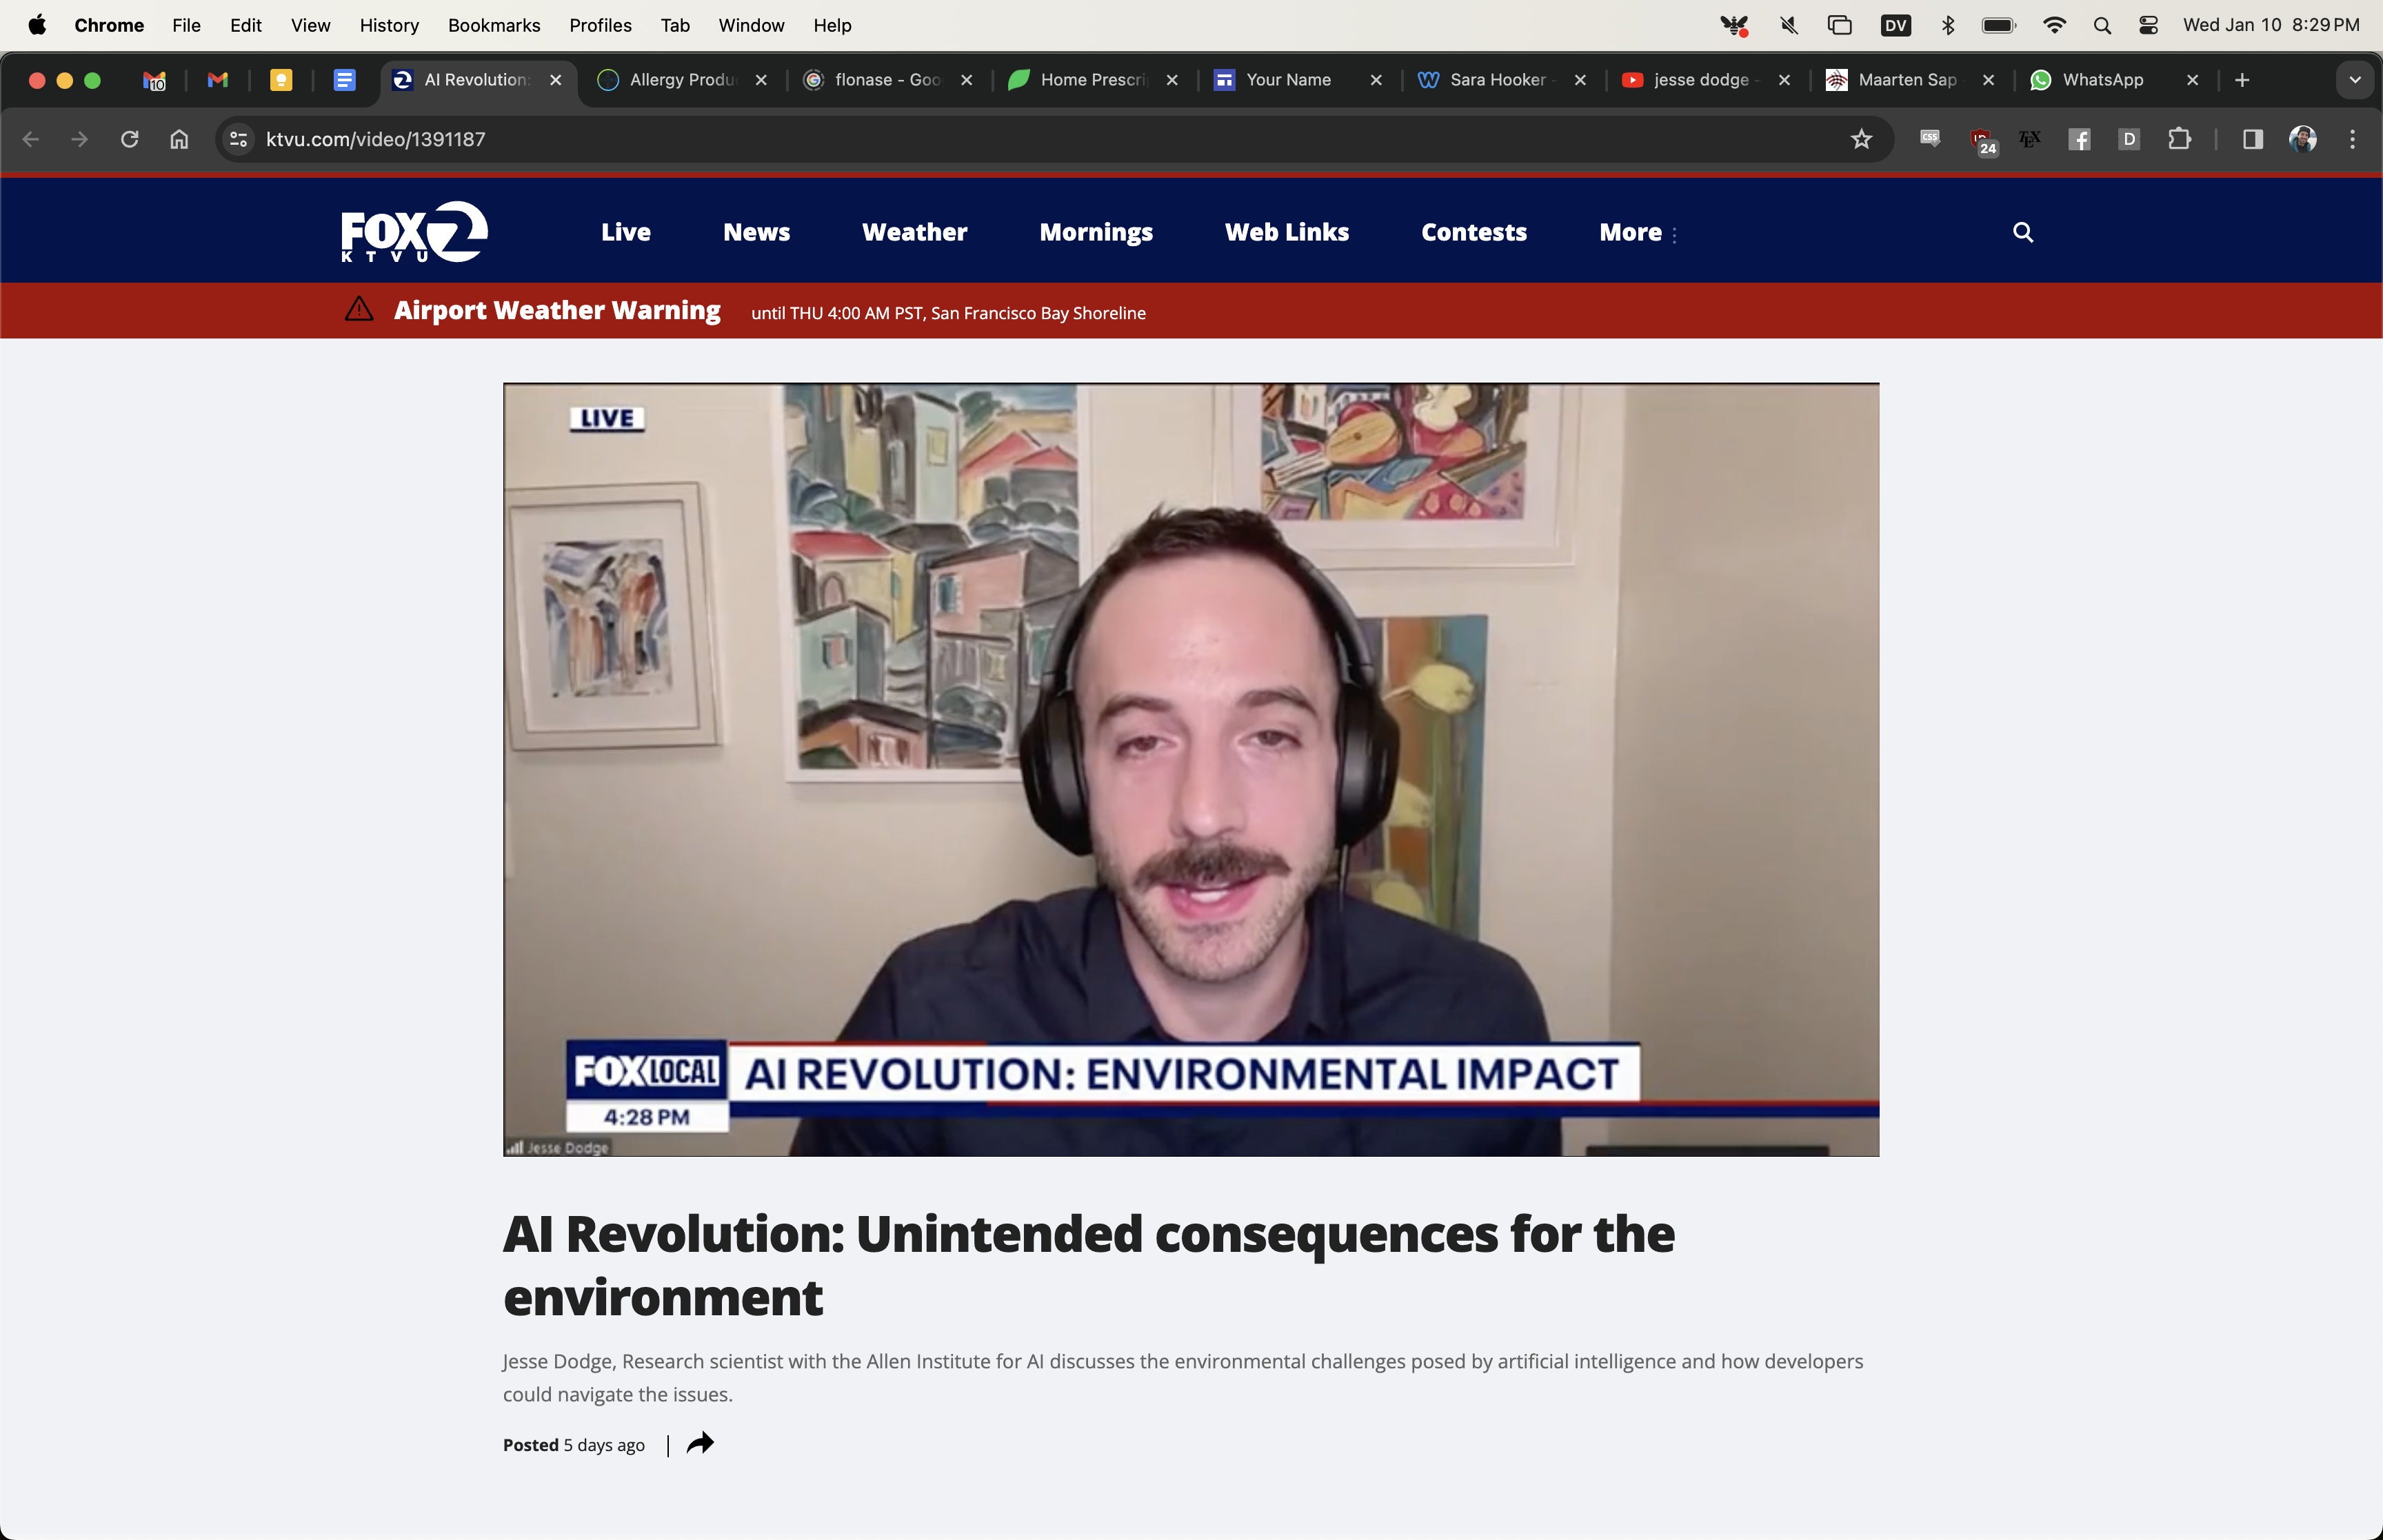 Chrome File Edit View History Bookmarks Profiles Tab Window Help DV Wed Jan 10 8:29 PM
10 AI Revolution: Allergy Produ flonase - Goo Home Prescri Your Name Sara Hooker - jesse dodge - Maarten Sap WhatsApp
ktvu.com/video/1391187 CSS 24 TEX D
FOX 2 Live News Weather Mornings Web Links Contests More
KTVU
Airport Weather Warning until THU 4:00 AM PST, San Francisco Bay Shoreline
LIVE
FOX LOCAL AI REVOLUTION: ENVIRONMENTAL IMPACT
4:28 PM
Jesse Dodge
AI Revolution: Unintended consequences for the
environment
Jesse Dodge, Research scientist with the Allen Institute for AI discusses the environmental challenges posed by artificial intelligence and how developers
could navigate the issues.
Posted 5 days ago